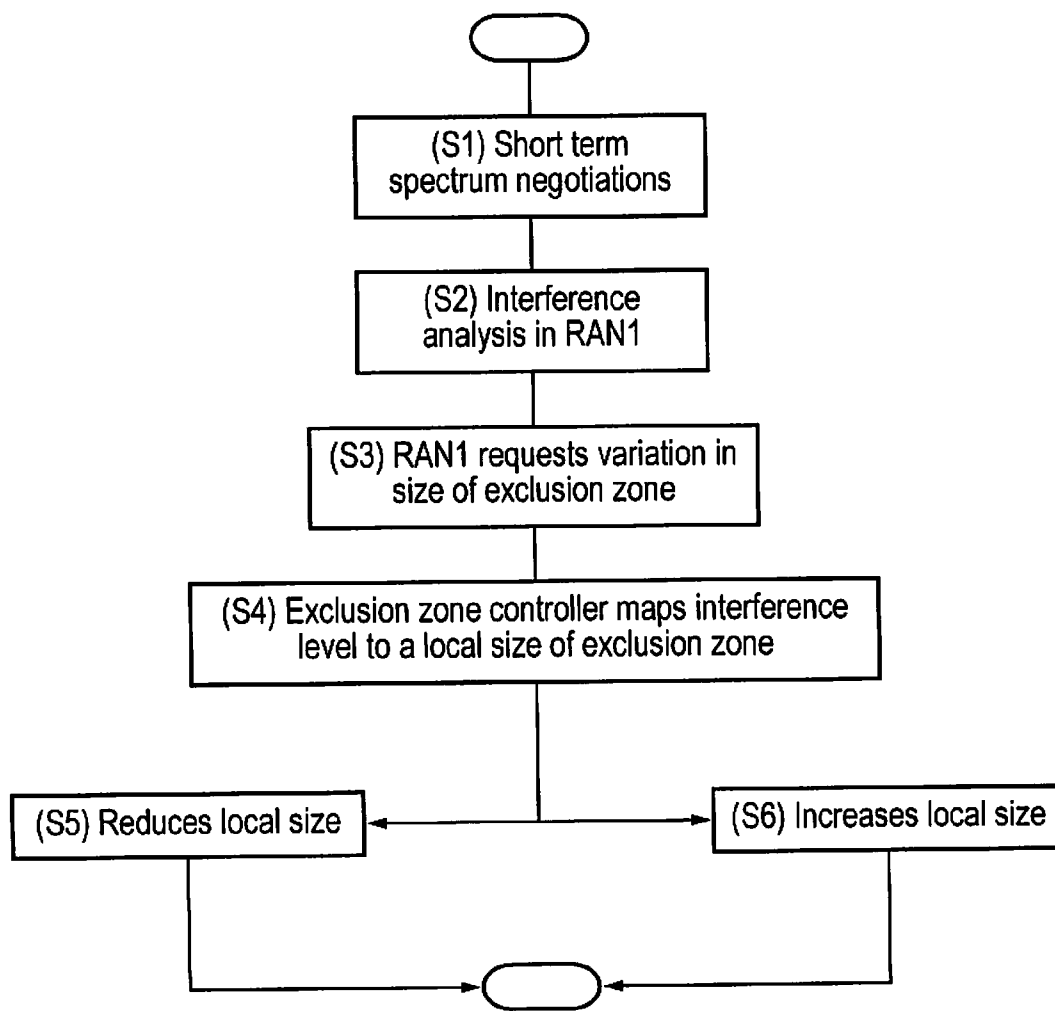 (S1) Short term
spectrum negotiations
(S2) Interference
analysis in RAN1
(S3) RAN1 requests variation in
size of exclusion zone
(S4) Exclusion zone controller maps interference
level to a local size of exclusion zone
(S5) Reduces local size
(S6) Increases local size